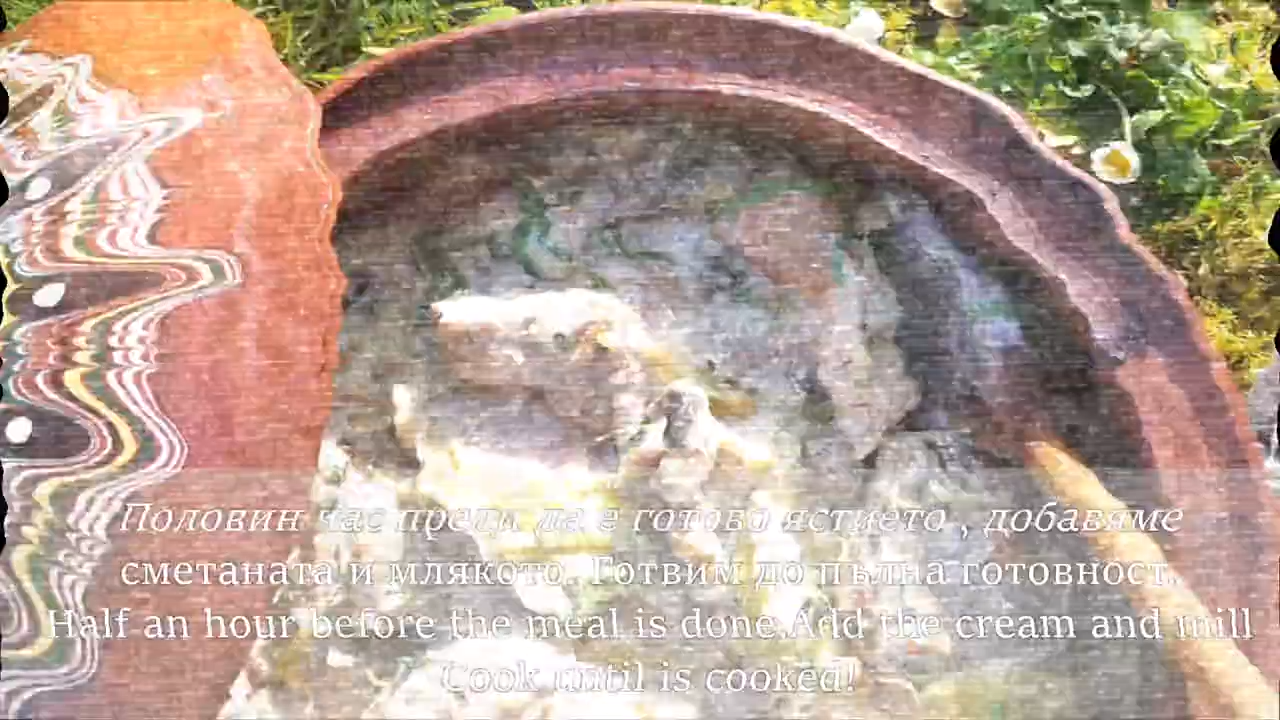 Половин час преди да е готово ястието , добавяме
сметаната и млякото. Готвим до пълна готовност.
Half an hour before the meal is done,Add the cream and mill
Cook until is cooked!